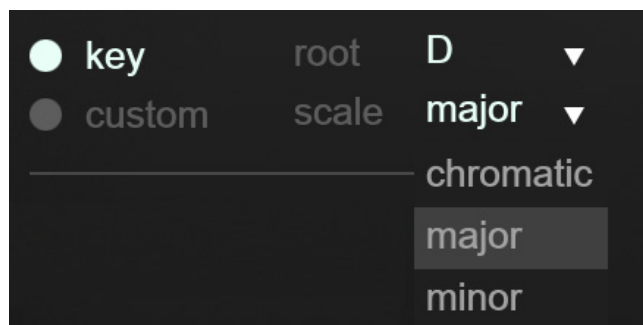 key root D
custom scale major
chromatic
major
minor